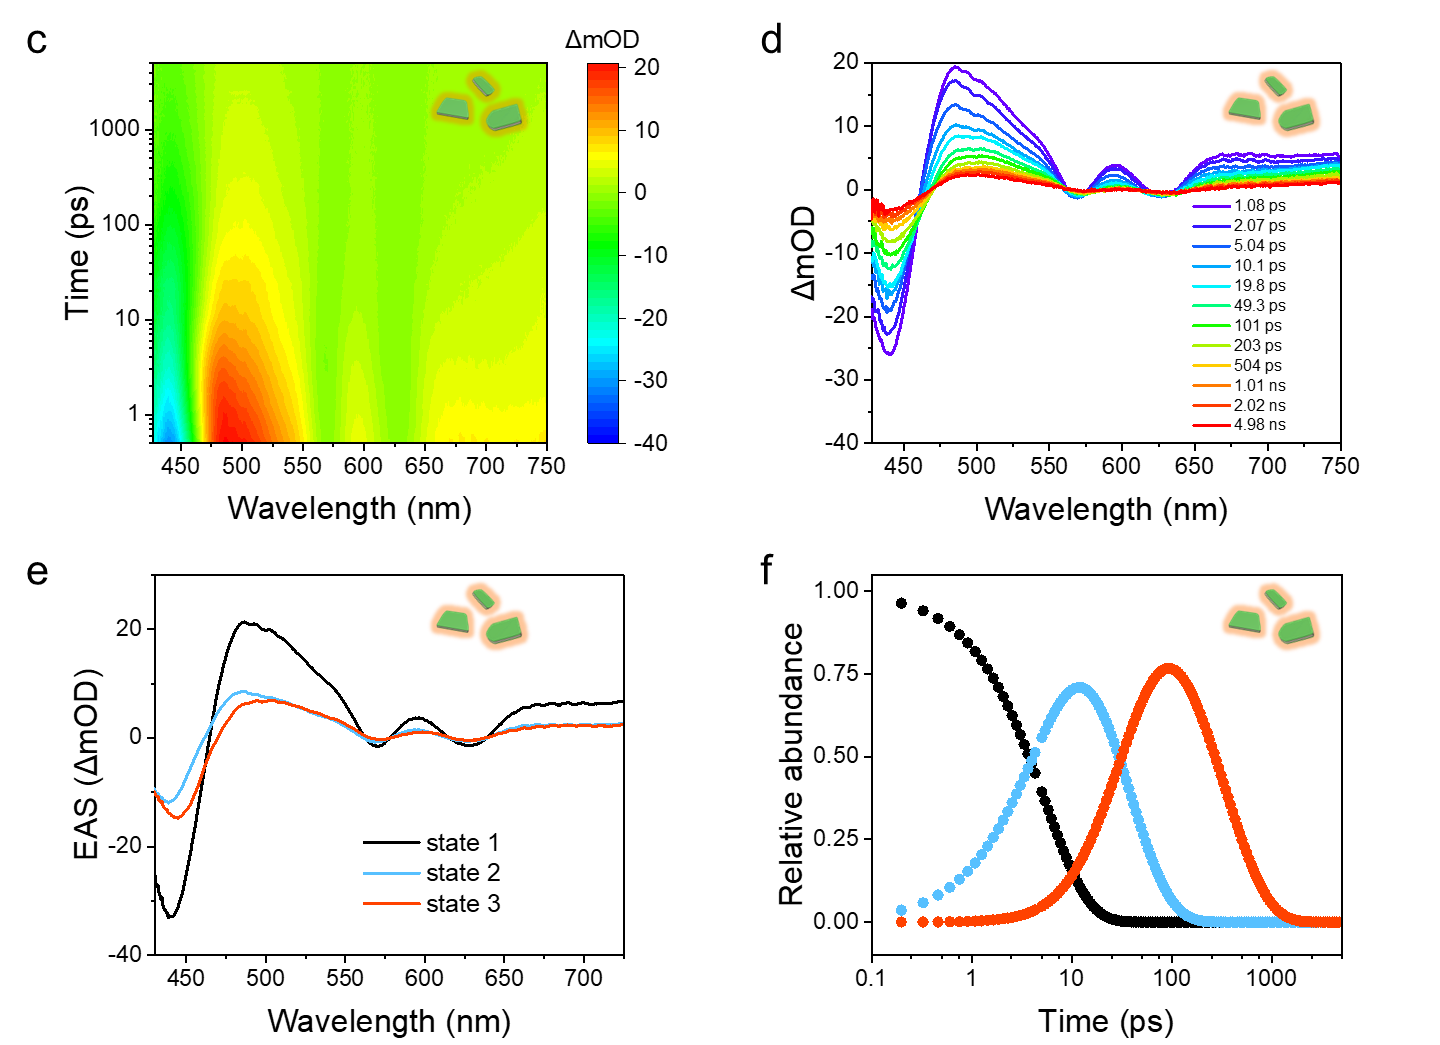 c
ΔmOD
20
10
0
-10
-20
-30
-40
1000
100
10
1
Time (ps)
450 500 550 600 650 700 750
Wavelength (nm)
d
20
10
0
-10
-20
-30
-40
ΔmOD
1.08 ps
2.07 ps
5.04 ps
10.1 ps
19.8 ps
49.3 ps
101 ps
203 ps
504 ps
1.01 ns
2.02 ns
4.98 ns
450 500 550 600 650 700 750
Wavelength (nm)
e
20
0
-20
-40
EAS (ΔmOD)
state 1
state 2
state 3
450 500 550 600 650 700
Wavelength (nm)
f
1.00
0.75
0.50
0.25
0.00
Relative abundance
0.1 1 10 100 1000
Time (ps)